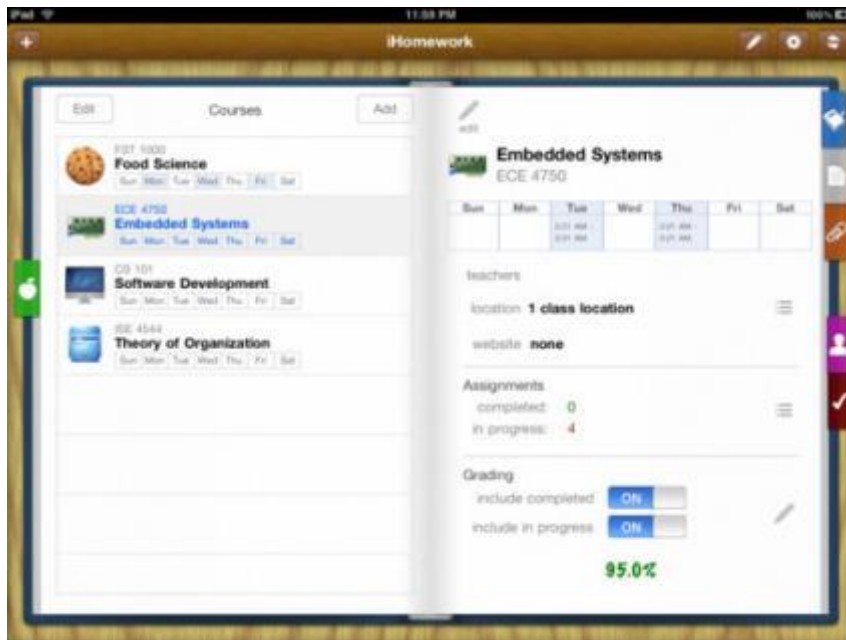 iPad 11:59 PM 100%
iHomework
Edit Courses Add
FST 1000
Food Science
Sun Mon Tue Wed Thu Fri Sat
ECE 4750
Embedded Systems
Sun Mon Tue Wed Thu Fri Sat
CS 101
Software Development
Sun Mon Tue Wed Thu Fri Sat
ISE 4544
Theory of Organization
Sun Mon Tue Wed Thu Fri Sat
edit
Embedded Systems
ECE 4750
Sun Mon Tue Wed Thu Fri Sat
teachers
location 1 class location
website none
Assignments
completed: 0
in progress: 4
Grading
include completed ON
include in progress ON
95.0%